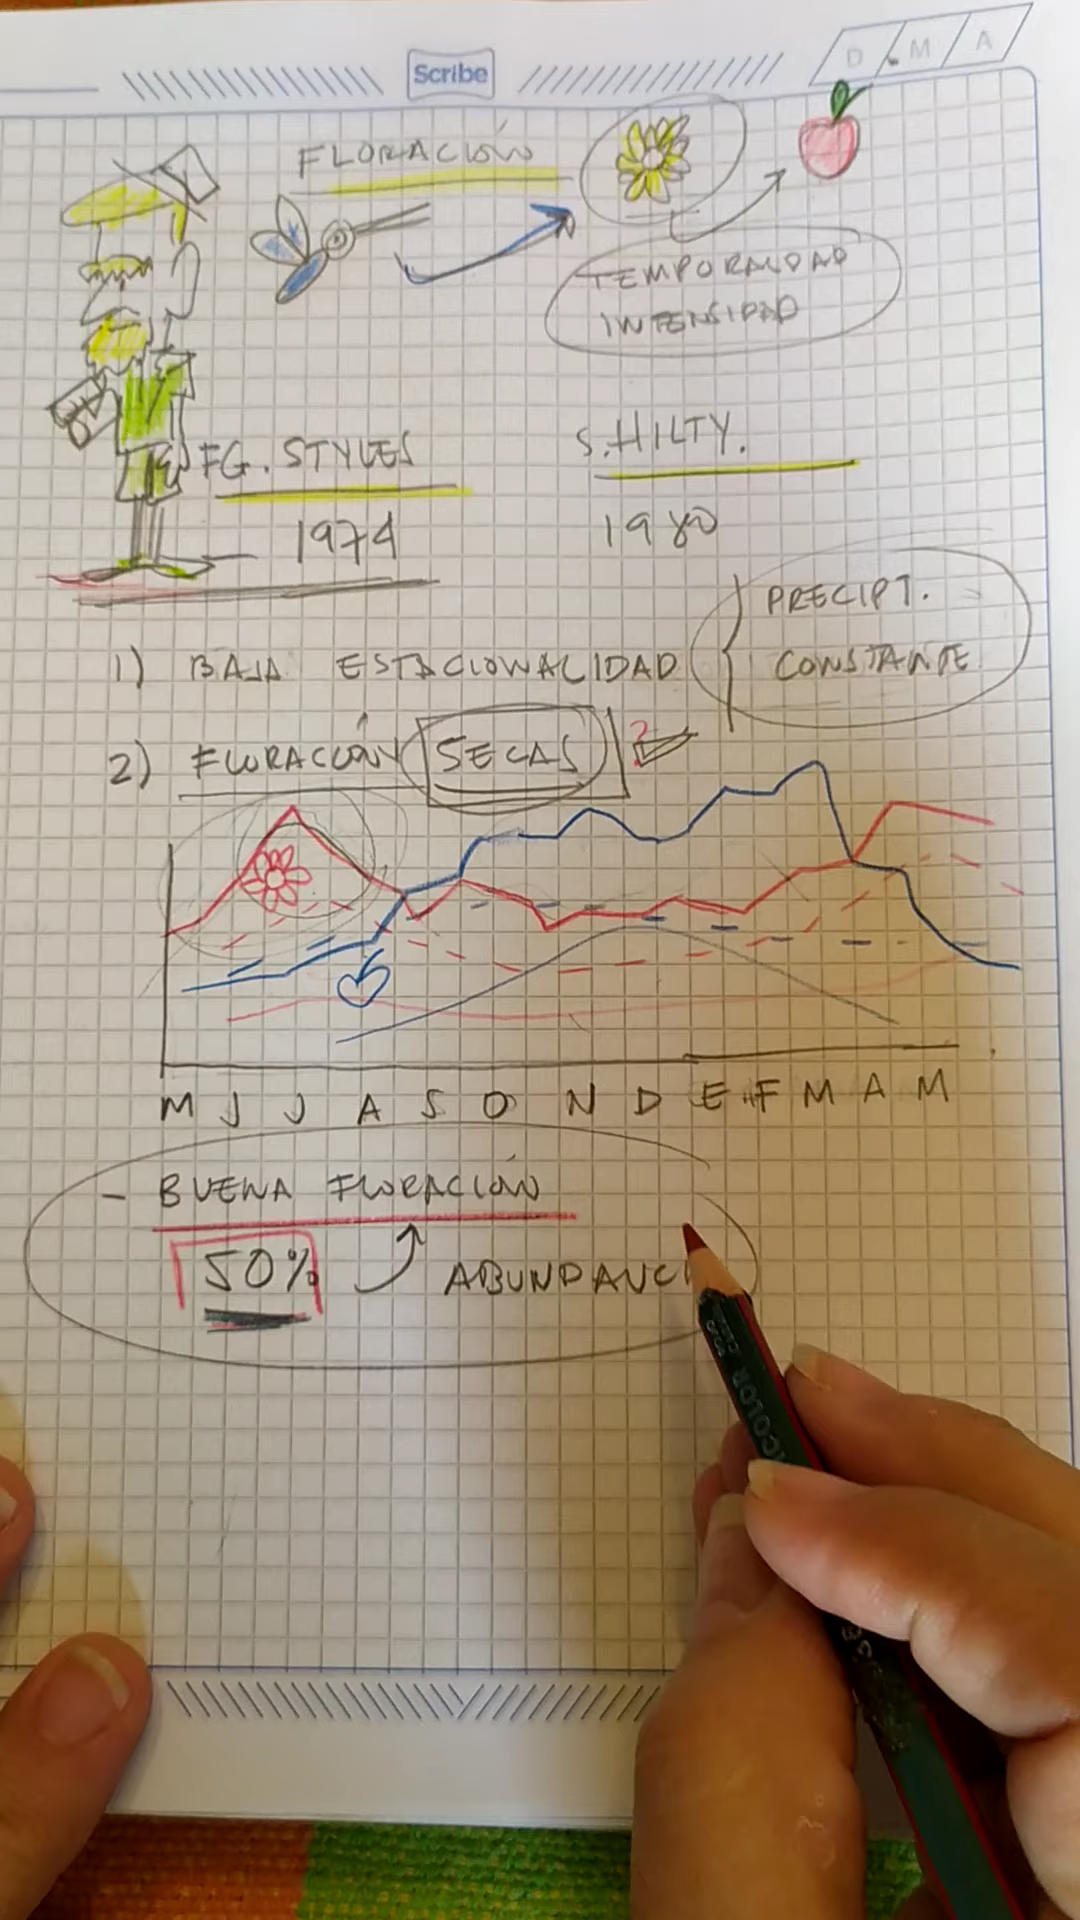 Scribe
D M A
FLORACIÓN
TEMPORALIDAD
INTENSIDAD
FG. STYLES
S. HILTY.
1974
1980
PRECIPT.
CONSTANTE
1) BAJA ESTACIONALIDAD
2) FLORACIÓN SECAS ?
M J J A S O N D E F M A M
- BUENA FLORACIÓN
50% ABUNDANC